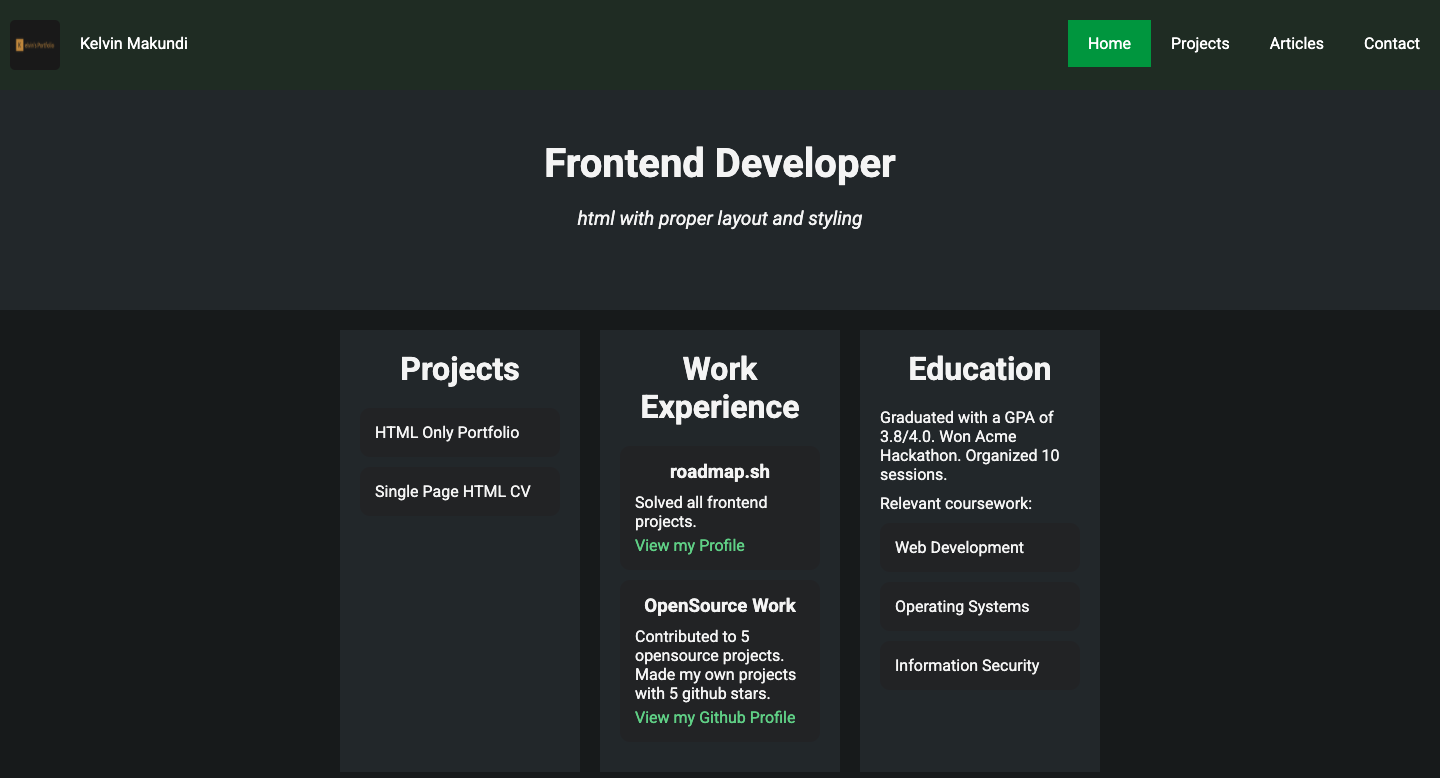 Kelvin Makundi
Home
Projects
Articles
Contact
Frontend Developer
html with proper layout and styling
Projects
HTML Only Portfolio
Single Page HTML CV
Work
Experience
roadmap.sh
Solved all frontend
projects.
View my Profile
OpenSource Work
Contributed to 5
opensource projects.
Made my own projects
with 5 github stars.
View my Github Profile
Education
Graduated with a GPA of
3.8/4.0. Won Acme
Hackathon. Organized 10
sessions.
Relevant coursework:
Web Development
Operating Systems
Information Security